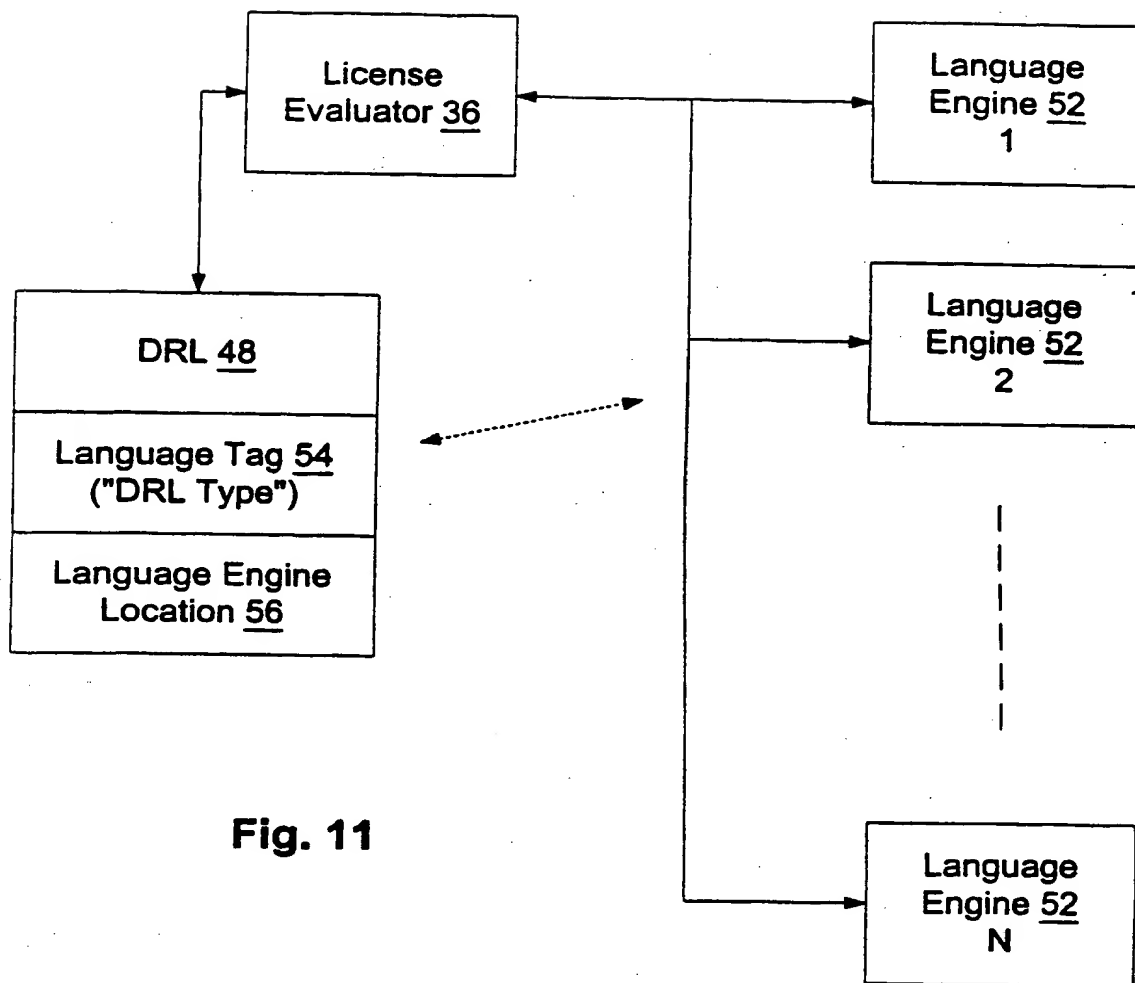 License
Evaluator 36
Language
Engine 52
1
Language
Engine 52
2
DRL 48
Language Tag 54
("DRL Type")
Language Engine
Location 56
Fig. 11
Language
Engine 52
N